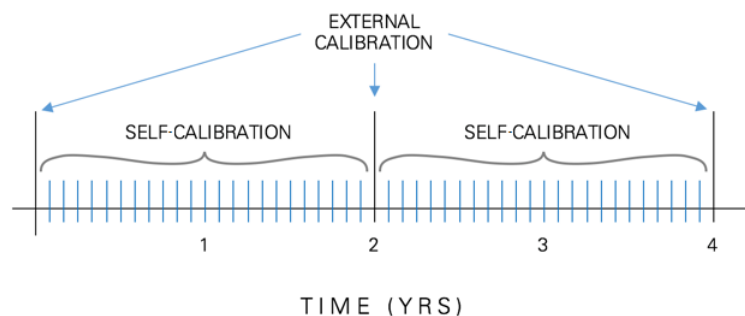 EXTERNAL
CALIBRATION
SELF-CALIBRATION SELF-CALIBRATION
1 2 3 4
TIME (YRS)